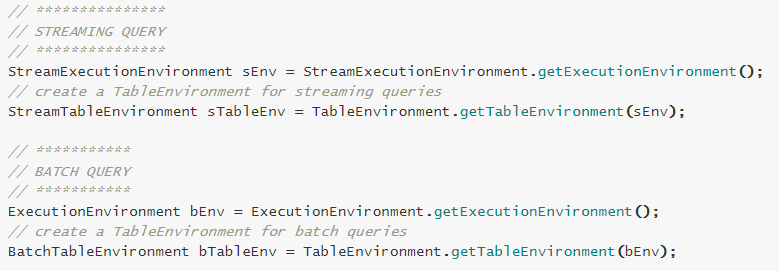 // ***************
// STREAMING QUERY
// ***************
StreamExecutionEnvironment sEnv = StreamExecutionEnvironment.getExecutionEnvironment();
// create a TableEnvironment for streaming queries
StreamTableEnvironment sTableEnv = TableEnvironment.getTableEnvironment(sEnv);
// ***********
// BATCH QUERY
// ***********
ExecutionEnvironment bEnv = ExecutionEnvironment.getExecutionEnvironment();
// create a TableEnvironment for batch queries
BatchTableEnvironment bTableEnv = TableEnvironment.getTableEnvironment(bEnv);